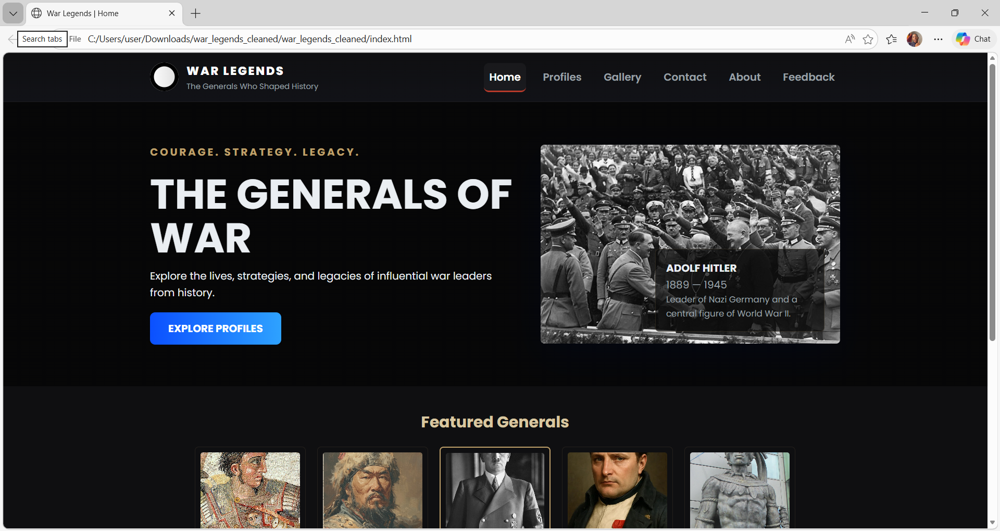 War Legends | Home
Search tabs
File
C:/Users/user/Downloads/war_legends_cleaned/war_legends_cleaned/index.html
Chat
WAR LEGENDS
The Generals Who Shaped History
Home
Profiles
Gallery
Contact
About
Feedback
COURAGE. STRATEGY. LEGACY.
THE GENERALS OF
WAR
Explore the lives, strategies, and legacies of influential war leaders
from history.
EXPLORE PROFILES
ADOLF HITLER
1889 — 1945
Leader of Nazi Germany and a
central figure of World War II.
Featured Generals